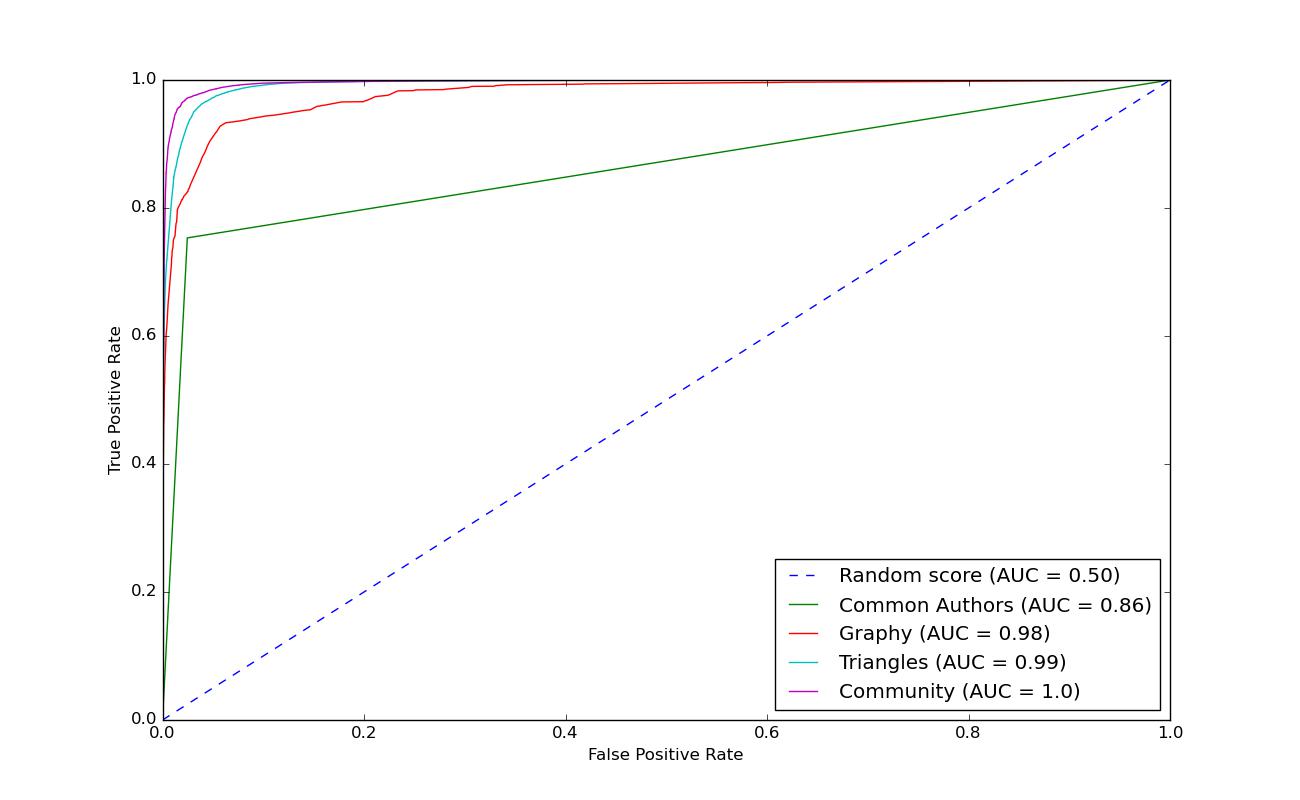 1.0
0.8
0.6
0.4
0.2
0.0
True Positive Rate
0.0 0.2 0.4 0.6 0.8 1.0
False Positive Rate
Random score (AUC = 0.50)
Common Authors (AUC = 0.86)
Graphy (AUC = 0.98)
Triangles (AUC = 0.99)
Community (AUC = 1.0)